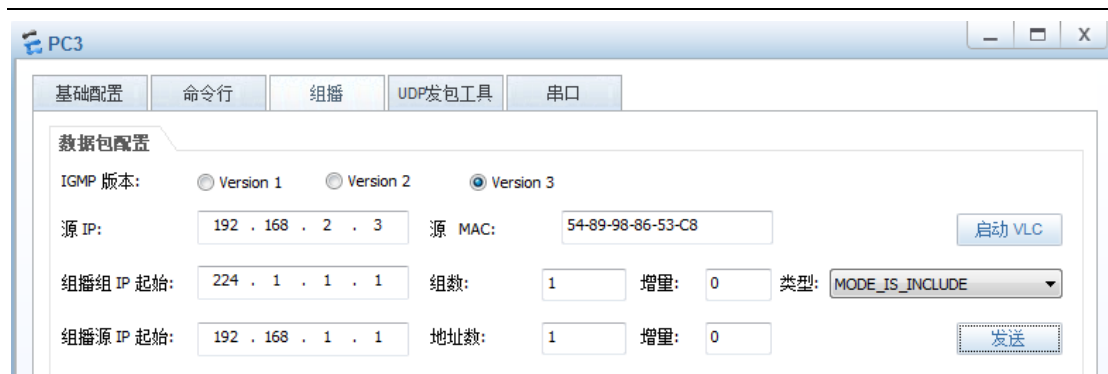 PC3
基础配置 命令行 组播 UDP发包工具 串口
数据包配置
IGMP 版本: Version 1 Version 2 Version 3
源 IP: 192 . 168 . 2 . 3 源 MAC: 54-89-98-86-53-C8 启动 VLC
组播组 IP 起始: 224 . 1 . 1 . 1 组数: 1 增量: 0 类型: MODE_IS_INCLUDE
组播源 IP 起始: 192 . 168 . 1 . 1 地址数: 1 增量: 0 发送